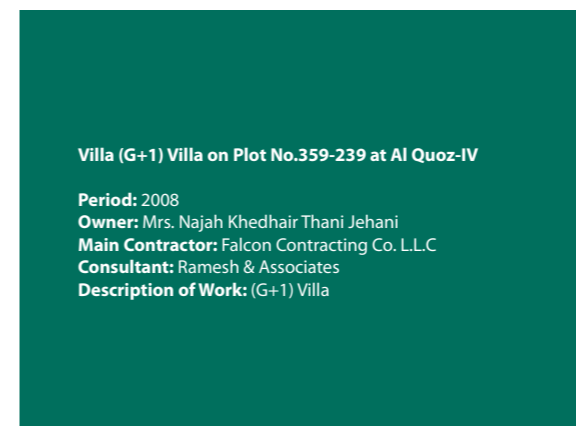 Villa (G+1) Villa on Plot No.359-239 at Al Quoz-IV
Period: 2008
Owner: Mrs. Najah Khedhair Thani Jehani
Main Contractor: Falcon Contracting Co. L.L.C
Consultant: Ramesh & Associates
Description of Work: (G+1) Villa